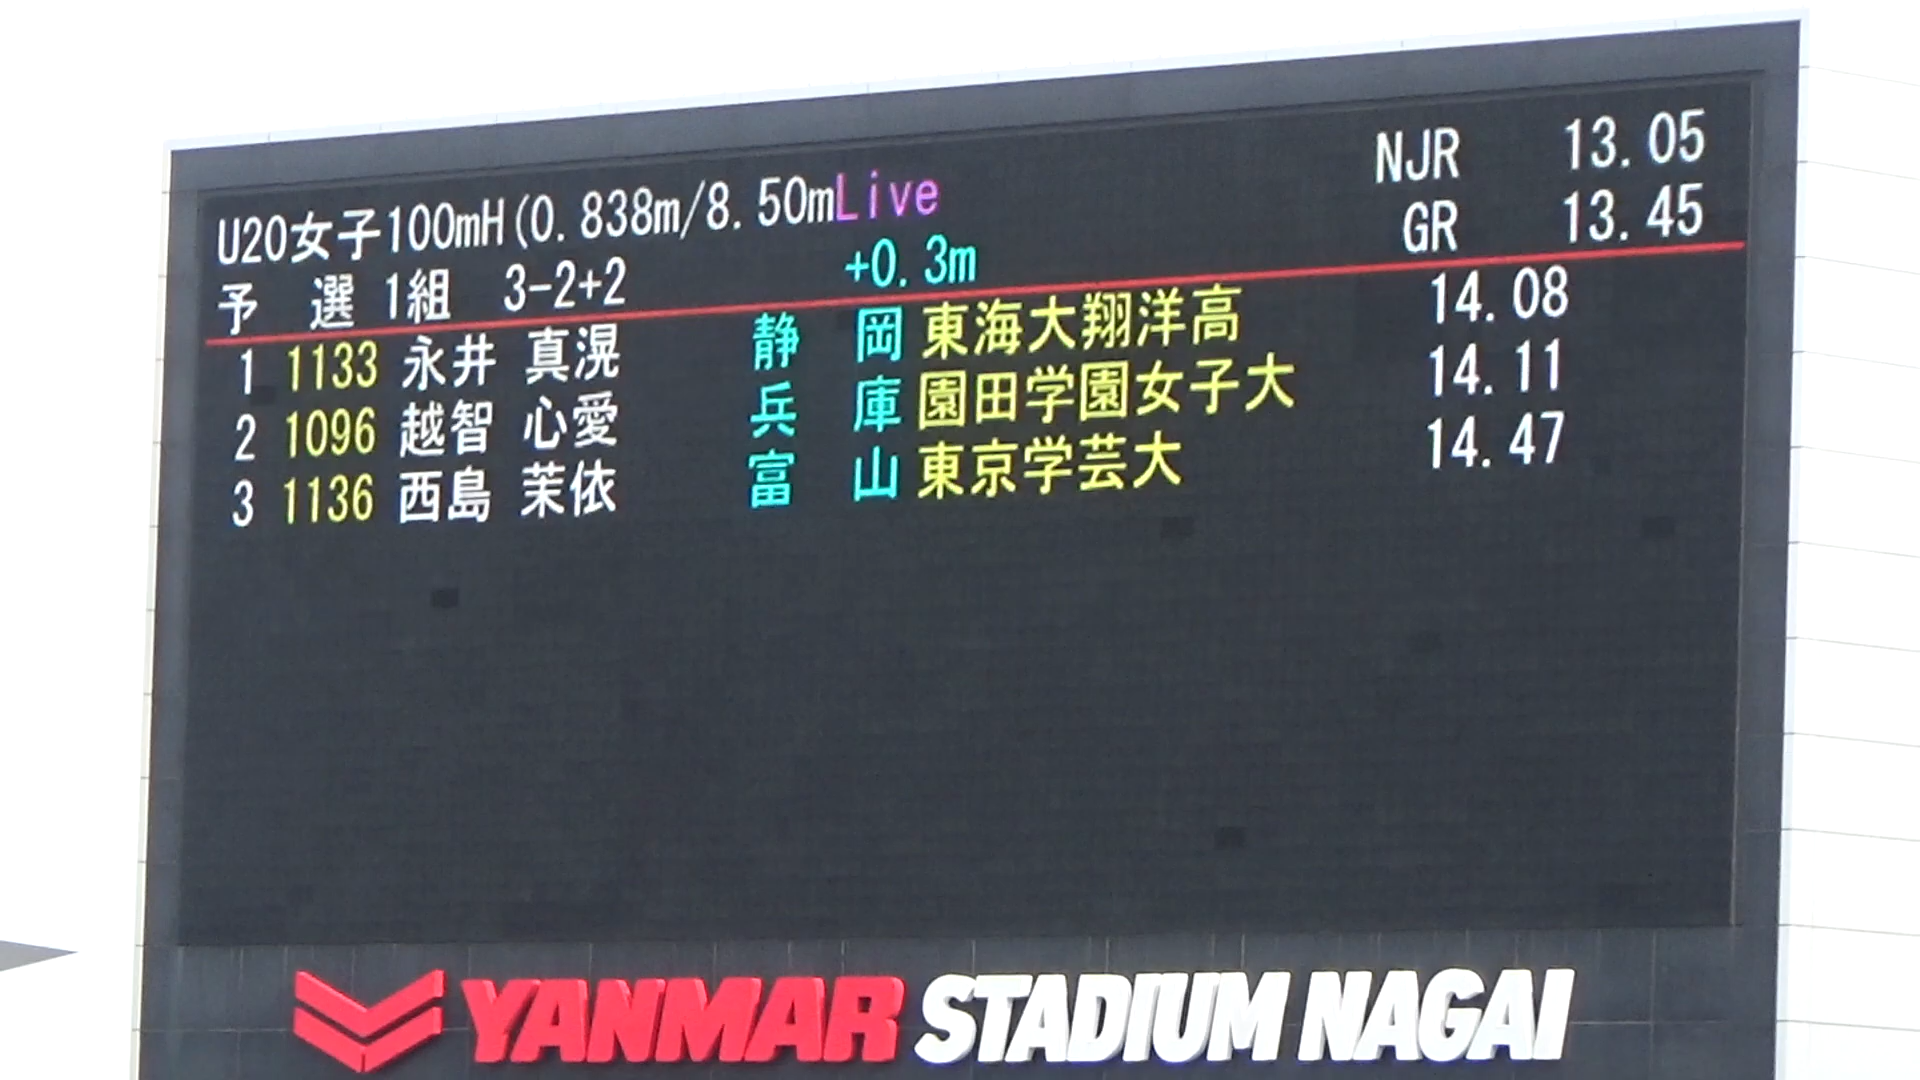 U20女子100mH(0.838m/8.50mLive NJR 13.05
予 選 1組 3-2+2 +0.3m GR 13.45
1 1133 永井 真滉 静 岡 東海大翔洋高 14.08
2 1096 越智 心愛 兵 庫 園田学園女子大 14.11
3 1136 西島 茉依 富 山 東京学芸大 14.47
YANMAR STADIUM NAGAI